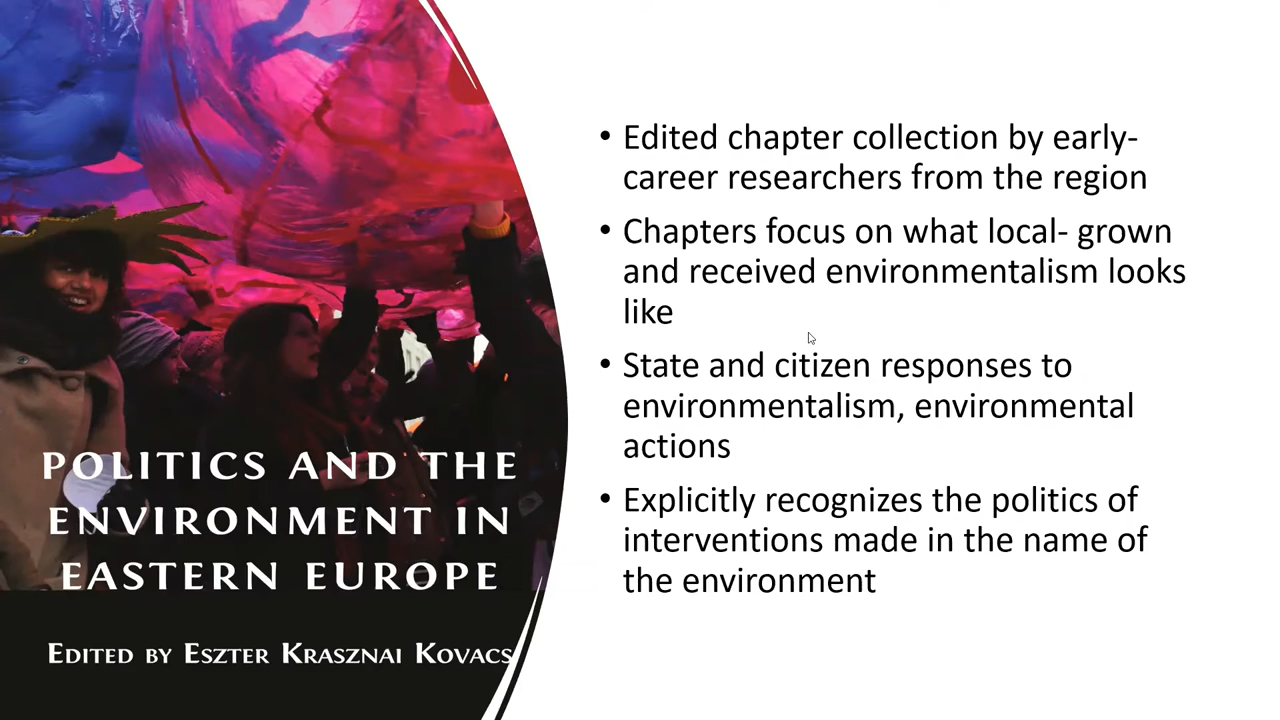 POLITICS AND THE
ENVIRONMENT IN
EASTERN EUROPE
EDITED BY ESZTER KRASZNAI KOVACS
• Edited chapter collection by early-
career researchers from the region
• Chapters focus on what local- grown
and received environmentalism looks
like
• State and citizen responses to
environmentalism, environmental
actions
• Explicitly recognizes the politics of
interventions made in the name of
the environment